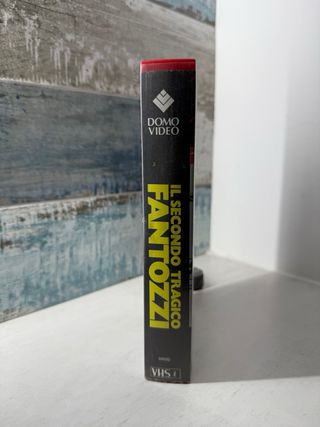 DOMO
VIDEO
IL SECONDO TRAGICO
FANTOZZI
VHS